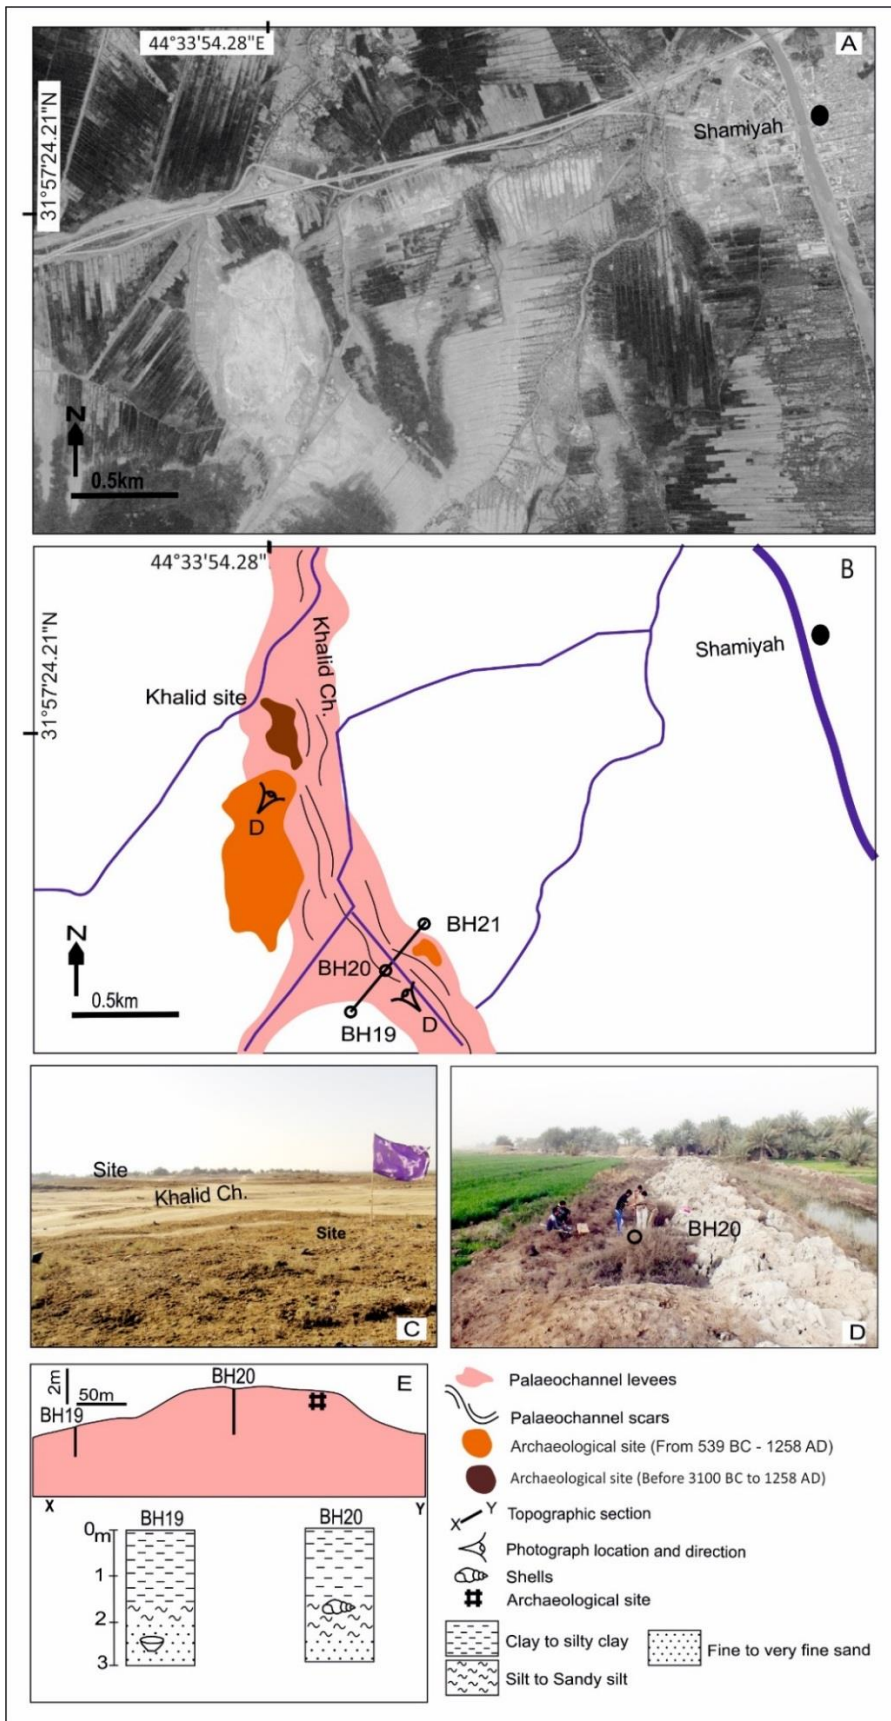 44°33'54.28"E
A
31°57'24.21"N
Shamiyah
N
0.5km
44°33'54.28"
B
31°57'24.21"N
Khalid Ch.
Shamiyah
Khalid site
D
N
BH21
BH20
0.5km
D
BH19
Site
Khalid Ch.
Site
C
BH20
D
2m
50m
BH20
E
BH19
X
Y
BH19
BH20
0m
1
2
3
Palaeochannel levees
Palaeochannel scars
Archaeological site (From 539 BC - 1258 AD)
Archaeological site (Before 3100 BC to 1258 AD)
X Y Topographic section
Photograph location and direction
Shells
Archaeological site
Clay to silty clay
Fine to very fine sand
Silt to Sandy silt